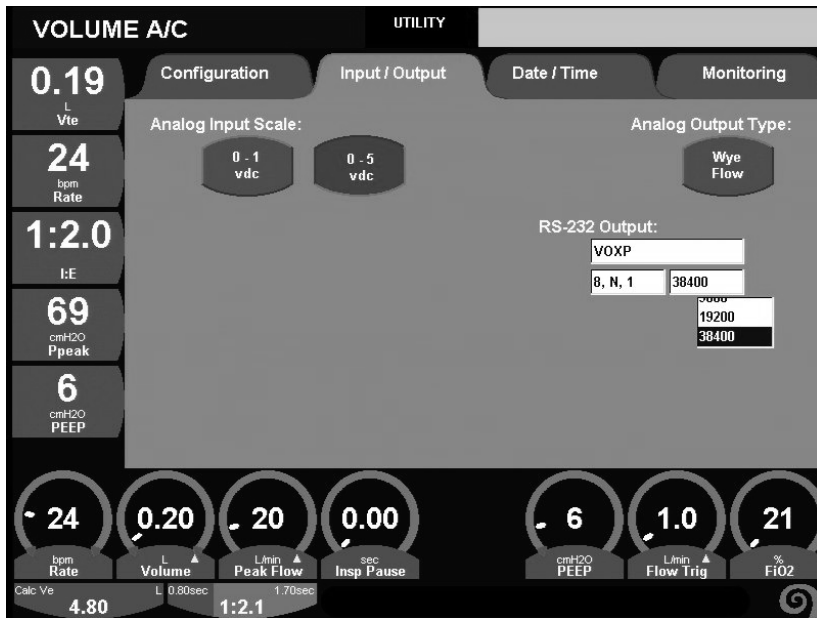 VOLUME A/C
UTILITY
Configuration
Input / Output
Date / Time
Monitoring
0.19
L
Vte
24
bpm
Rate
1:2.0
I:E
69
cmH2O
Ppeak
6
cmH2O
PEEP
Analog Input Scale:
0 - 1
vdc
0 - 5
vdc
Analog Output Type:
Wye
Flow
RS-232 Output:
VOXP
8, N, 1
38400
19200
38400
24
bpm
Rate
0.20
L
Volume
20
L/min
Peak Flow
0.00
sec
Insp Pause
6
cmH2O
PEEP
1.0
L/min
Flow Trig
21
%
FiO2
Calc Ve
L
4.80
0.80sec
1.70sec
1:2.1